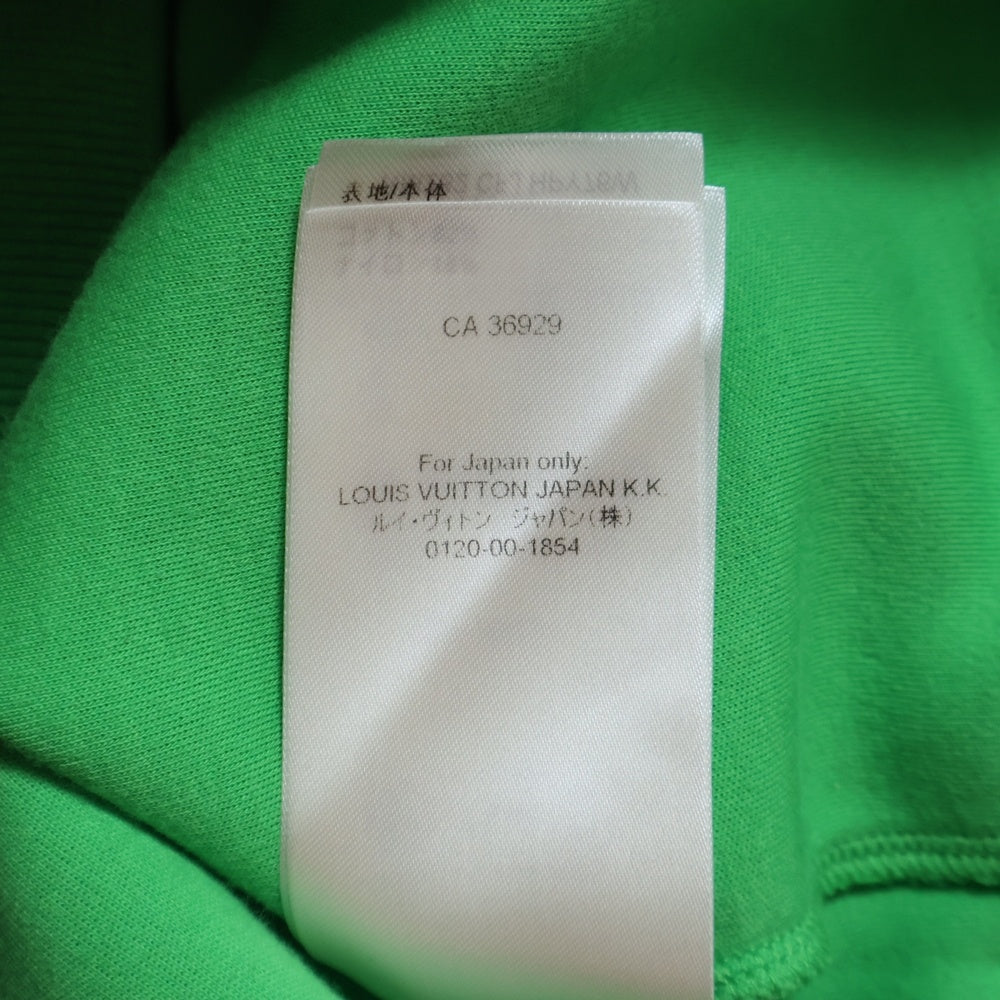 表地/本体
CA 36929
For Japan only:
LOUIS VUITTON JAPAN K.K.
ルイ・ヴィトン ジャパン(株)
0120-00-1854